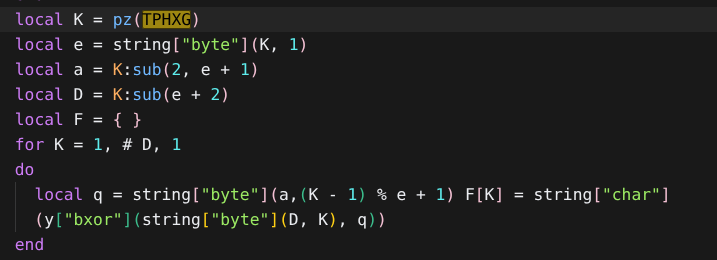 local K = pz(TPHXG)
local e = string["byte"](K, 1)
local a = K:sub(2, e + 1)
local D = K:sub(e + 2)
local F = { }
for K = 1, # D, 1
do
local q = string["byte"](a,(K - 1) % e + 1) F[K] = string["char"]
(y["bxor"](string["byte"](D, K), q))
end